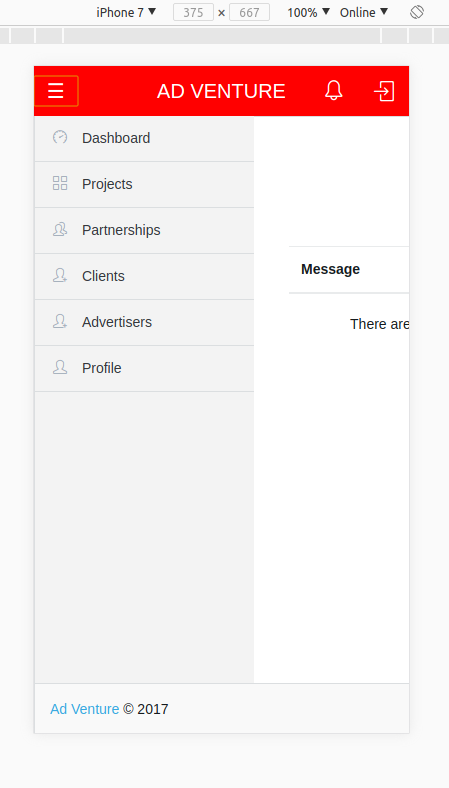 iPhone 7 375 × 667 100% Online
AD VENTURE
Dashboard
Projects
Partnerships
Clients
Advertisers
Profile
Message
There are
Ad Venture © 2017